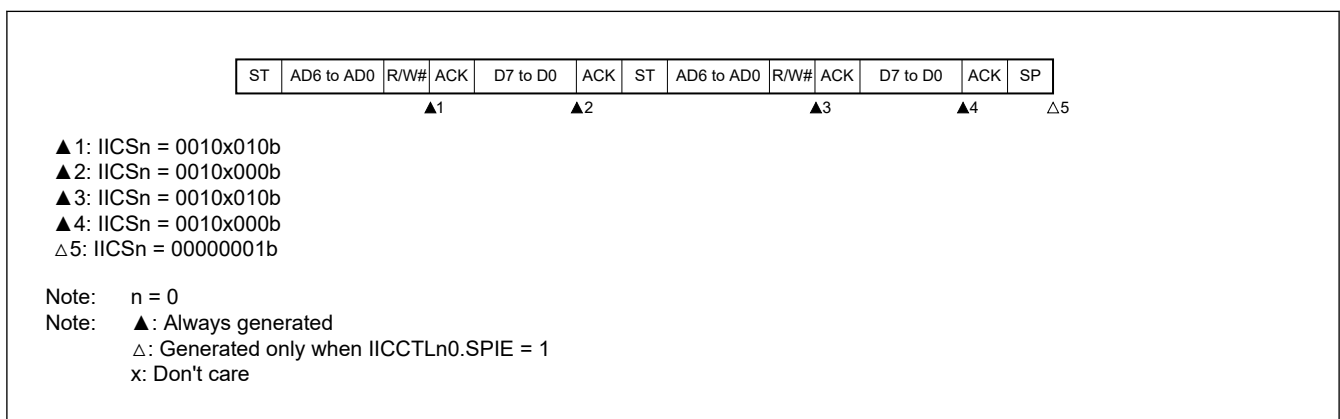 ST AD6 to AD0 R/W# ACK D7 to D0 ACK ST AD6 to AD0 R/W# ACK D7 to D0 ACK SP
▲1 ▲2 ▲3 ▲4 △5
▲1: IICSn = 0010x010b
▲2: IICSn = 0010x000b
▲3: IICSn = 0010x010b
▲4: IICSn = 0010x000b
△5: IICSn = 00000001b
Note: n = 0
Note: ▲: Always generated
△: Generated only when IICCTLn0.SPIE = 1
x: Don't care